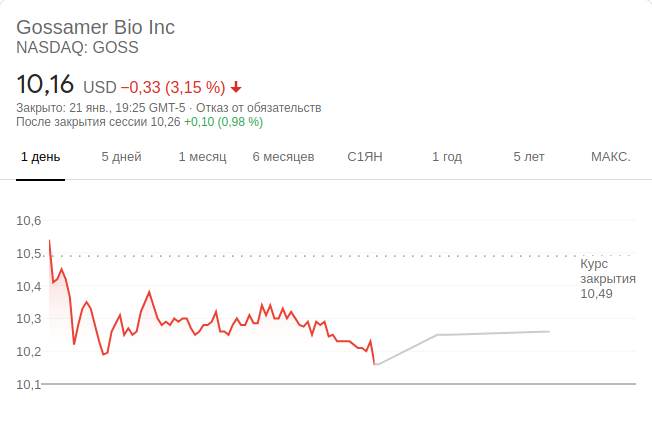 Gossamer Bio Inc
NASDAQ: GOSS
10,16 USD −0,33 (3,15 %) ↓
Закрыто: 21 янв., 19:25 GMT-5 · Отказ от обязательств
После закрытия сессии 10,26 +0,10 (0,98 %)
1 день 5 дней 1 месяц 6 месяцев С1ЯН 1 год 5 лет МАКС.
10,6
10,5
Курс
закрытия
10,49
10,4
10,3
10,2
10,1